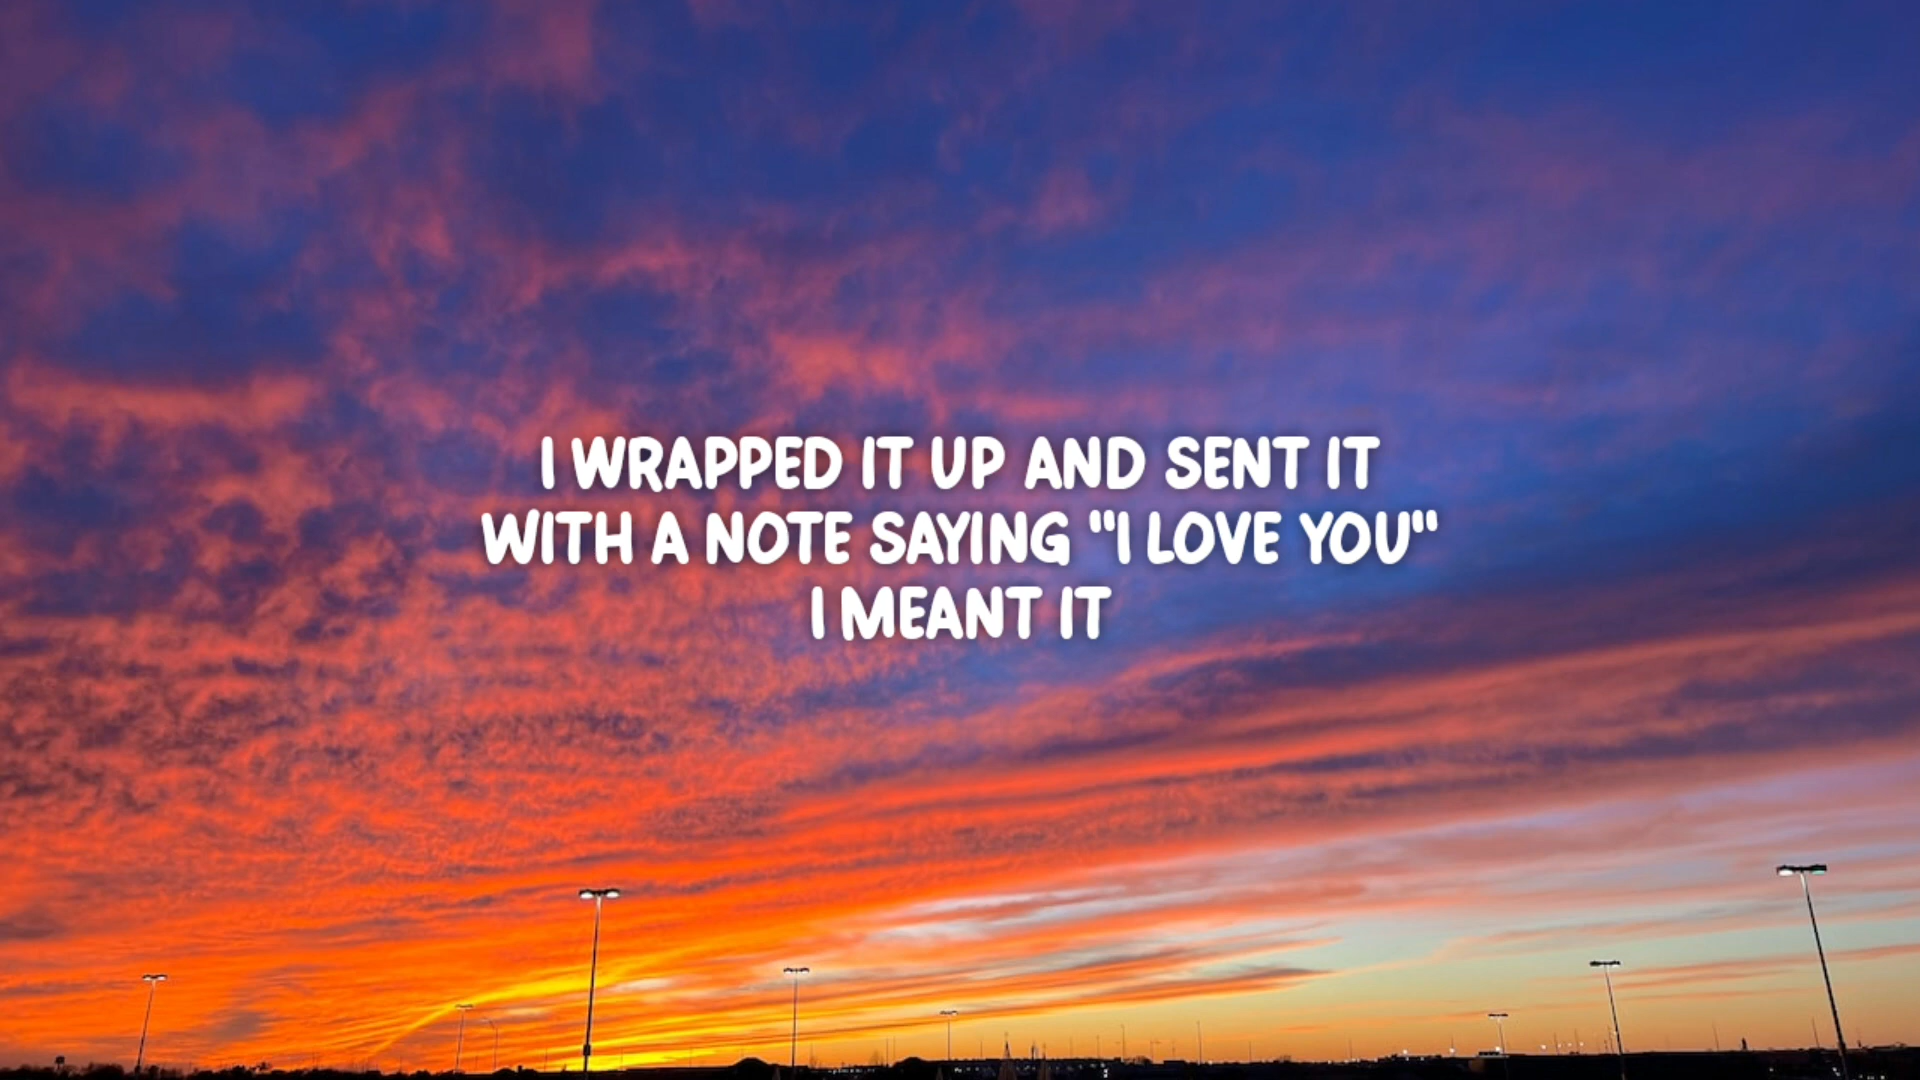 I WRAPPED IT UP AND SENT IT
WITH A NOTE SAYING "I LOVE YOU"
I MEANT IT